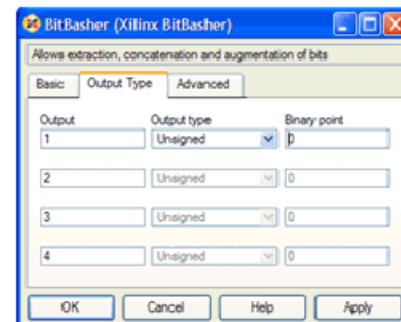 BitBasher (Xilinx BitBasher)
Allows extraction, concatenation and augmentation of bits
Basic Output Type Advanced
Output Output type Binary point
1 Unsigned 0
2 Unsigned 0
3 Unsigned 0
4 Unsigned 0
OK Cancel Help Apply